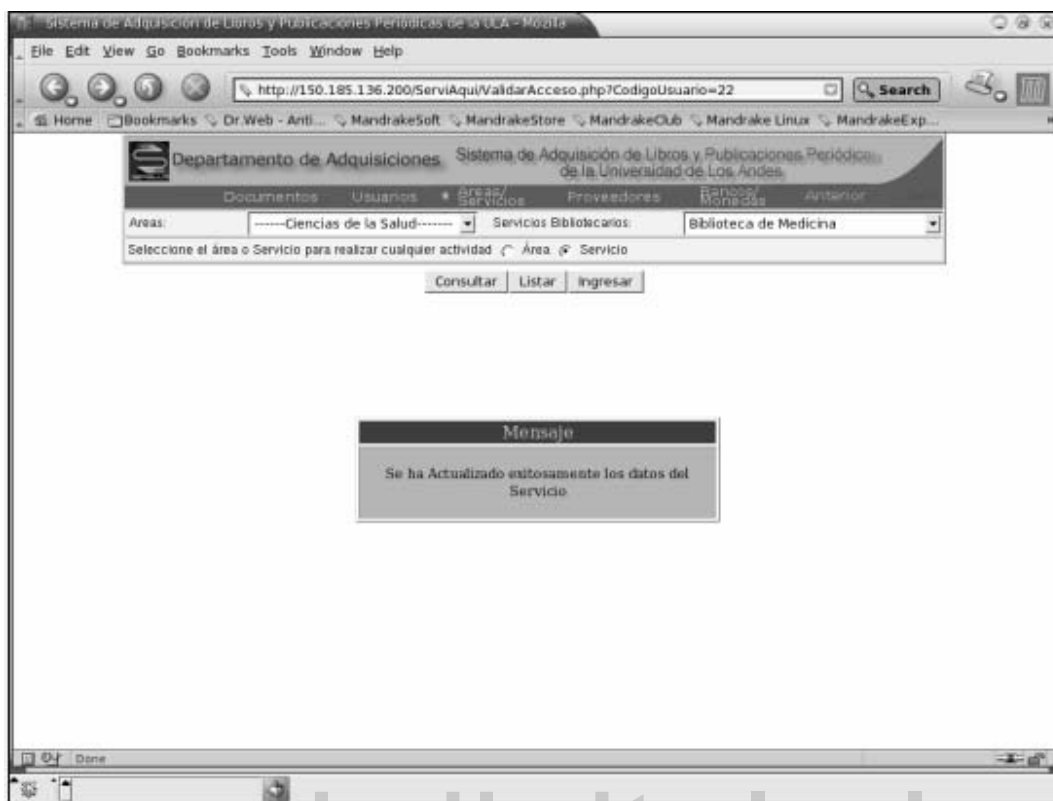 Sistema de Adquisición de Libros y Publicaciones Periódicas de la ULA - Mozilla
File Edit View Go Bookmarks Tools Window Help
http://150.185.136.200/ServiAqui/ValidarAcceso.php?CodigoUsuario=22 Search
Home Bookmarks Dr.Web - Anti... MandrakeSoft MandrakeStore MandrakeClub Mandrake Linux MandrakeExp...
Departamento de Adquisiciones Sistema de Adquisición de Libros y Publicaciones Periódicas
de la Universidad de Los Andes
Documentos Usuarios Areas/ Servicios Proveedores Bancos/ Monedas Anterior
Areas: ------Ciencias de la Salud------- Servicios Bibliotecarios: Biblioteca de Medicina
Seleccione el área o Servicio para realizar cualquier actividad Área Servicio
Consultar Listar Ingresar
Mensaje
Se ha Actualizado exitosamente los datos del
Servicio
Done